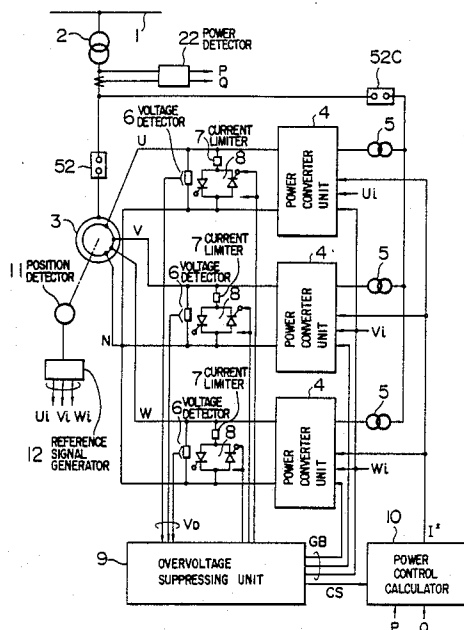 1
2
22 POWER DETECTOR
P
Q
52C
6 VOLTAGE DETECTOR
7 CURRENT LIMITER
8
4
5
U
POWER CONVERTER UNIT
Ui
52
3
V
11 POSITION DETECTOR
6 VOLTAGE DETECTOR
7 CURRENT LIMITER
8
4
5
POWER CONVERTER UNIT
Vi
N
W
6 VOLTAGE DETECTOR
7 CURRENT LIMITER
8
4
5
POWER CONVERTER UNIT
Wi
Ui Vi Wi
12 REFERENCE SIGNAL GENERATOR
VD
GB
9
OVERVOLTAGE SUPPRESSING UNIT
CS
10
I*
POWER CONTROL CALCULATOR
P
Q